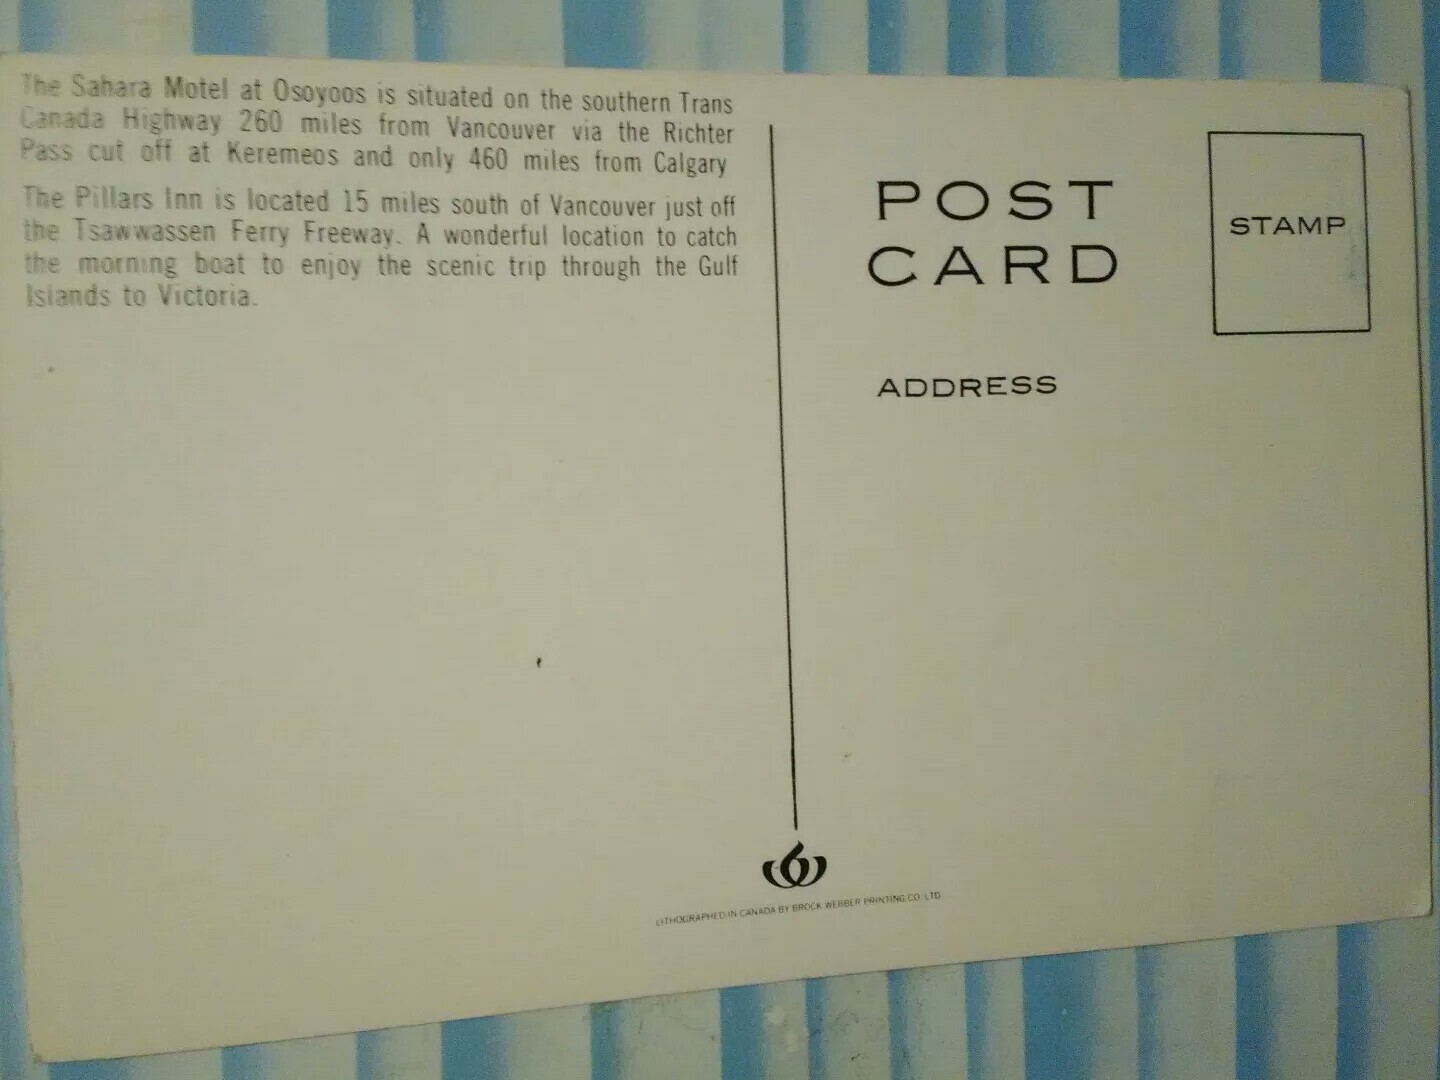 The Sahara Motel at Osoyoos is situated on the southern Trans
Canada Highway 260 miles from Vancouver via the Richter
Pass cut off at Keremeos and only 460 miles from Calgary
The Pillars Inn is located 15 miles south of Vancouver just off
the Tsawwassen Ferry Freeway. A wonderful location to catch
the morning boat to enjoy the scenic trip through the Gulf
Islands to Victoria.
POST
CARD
STAMP
ADDRESS
LITHOGRAPHED IN CANADA BY BROCK WEBBER PRINTING CO. LTD